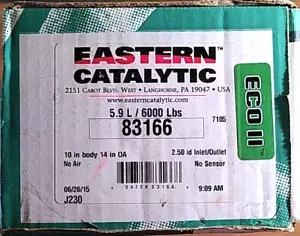 EASTERN™
CATALYTIC
2151 CABOT BLVD. WEST • LANGHORNE, PA 19047 • USA
www.easterncatalytic.com
5.9 L / 6000 Lbs
83166
7105
10 in body 14 in OA
2.50 id Inlet/Outlet
No Air
No Sensor
06/26/15
9:09 AM
J230
ECO II